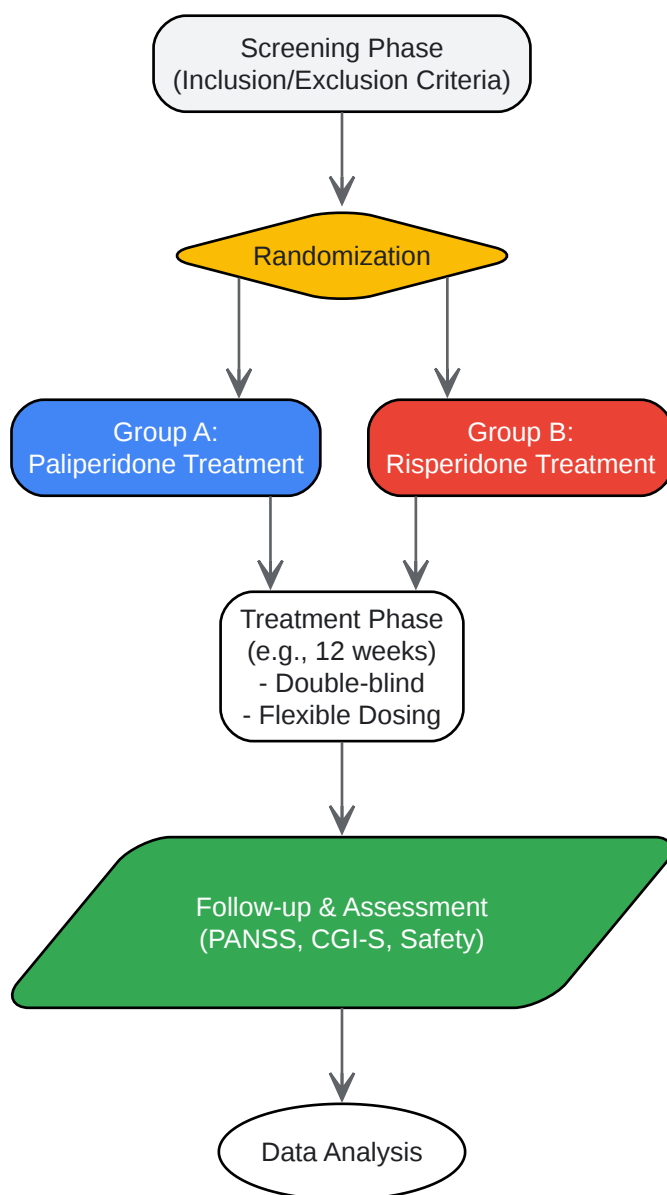 Screening Phase
(Inclusion/Exclusion Criteria)
Randomization
Group A:
Paliperidone Treatment
Group B:
Risperidone Treatment
Treatment Phase
(e.g., 12 weeks)
- Double-blind
- Flexible Dosing
Follow-up & Assessment
(PANSS, CGI-S, Safety)
Data Analysis